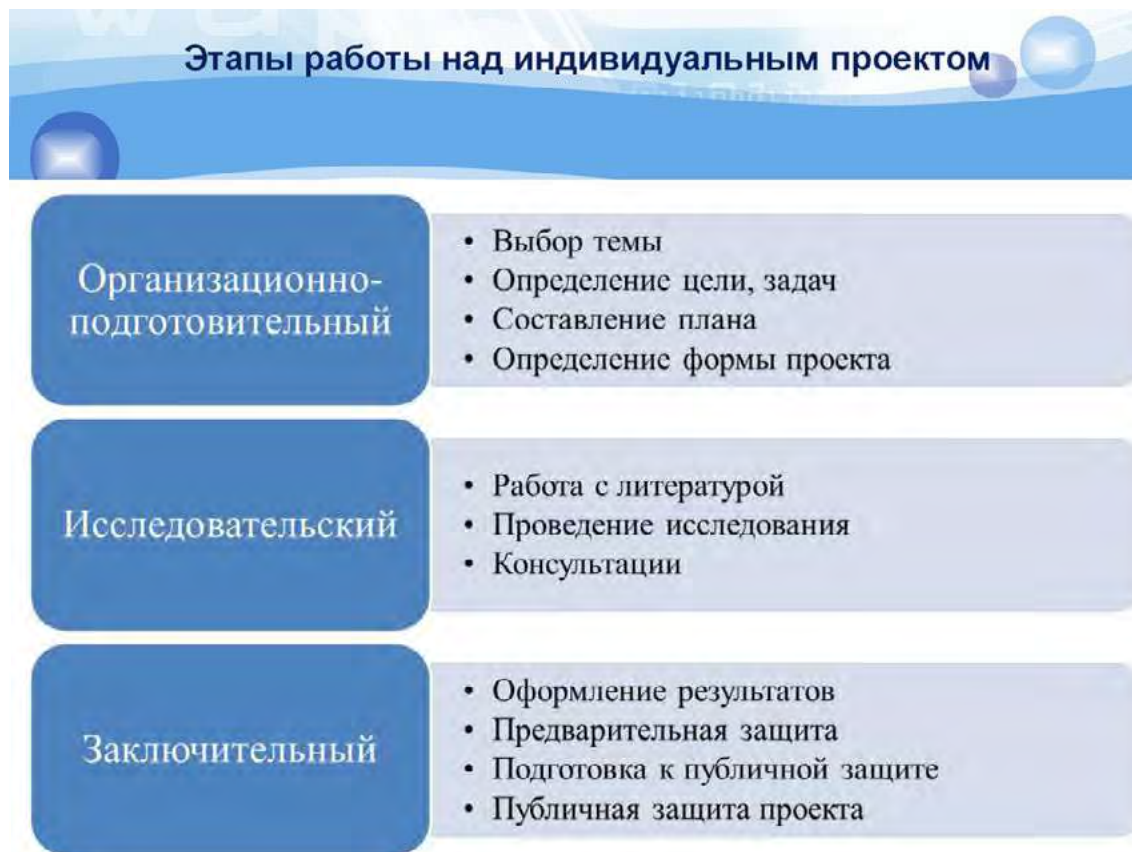 Этапы работы над индивидуальным проектом
Организационно-
подготовительный
• Выбор темы
• Определение цели, задач
• Составление плана
• Определение формы проекта
Исследовательский
• Работа с литературой
• Проведение исследования
• Консультации
Заключительный
• Оформление результатов
• Предварительная защита
• Подготовка к публичной защите
• Публичная защита проекта